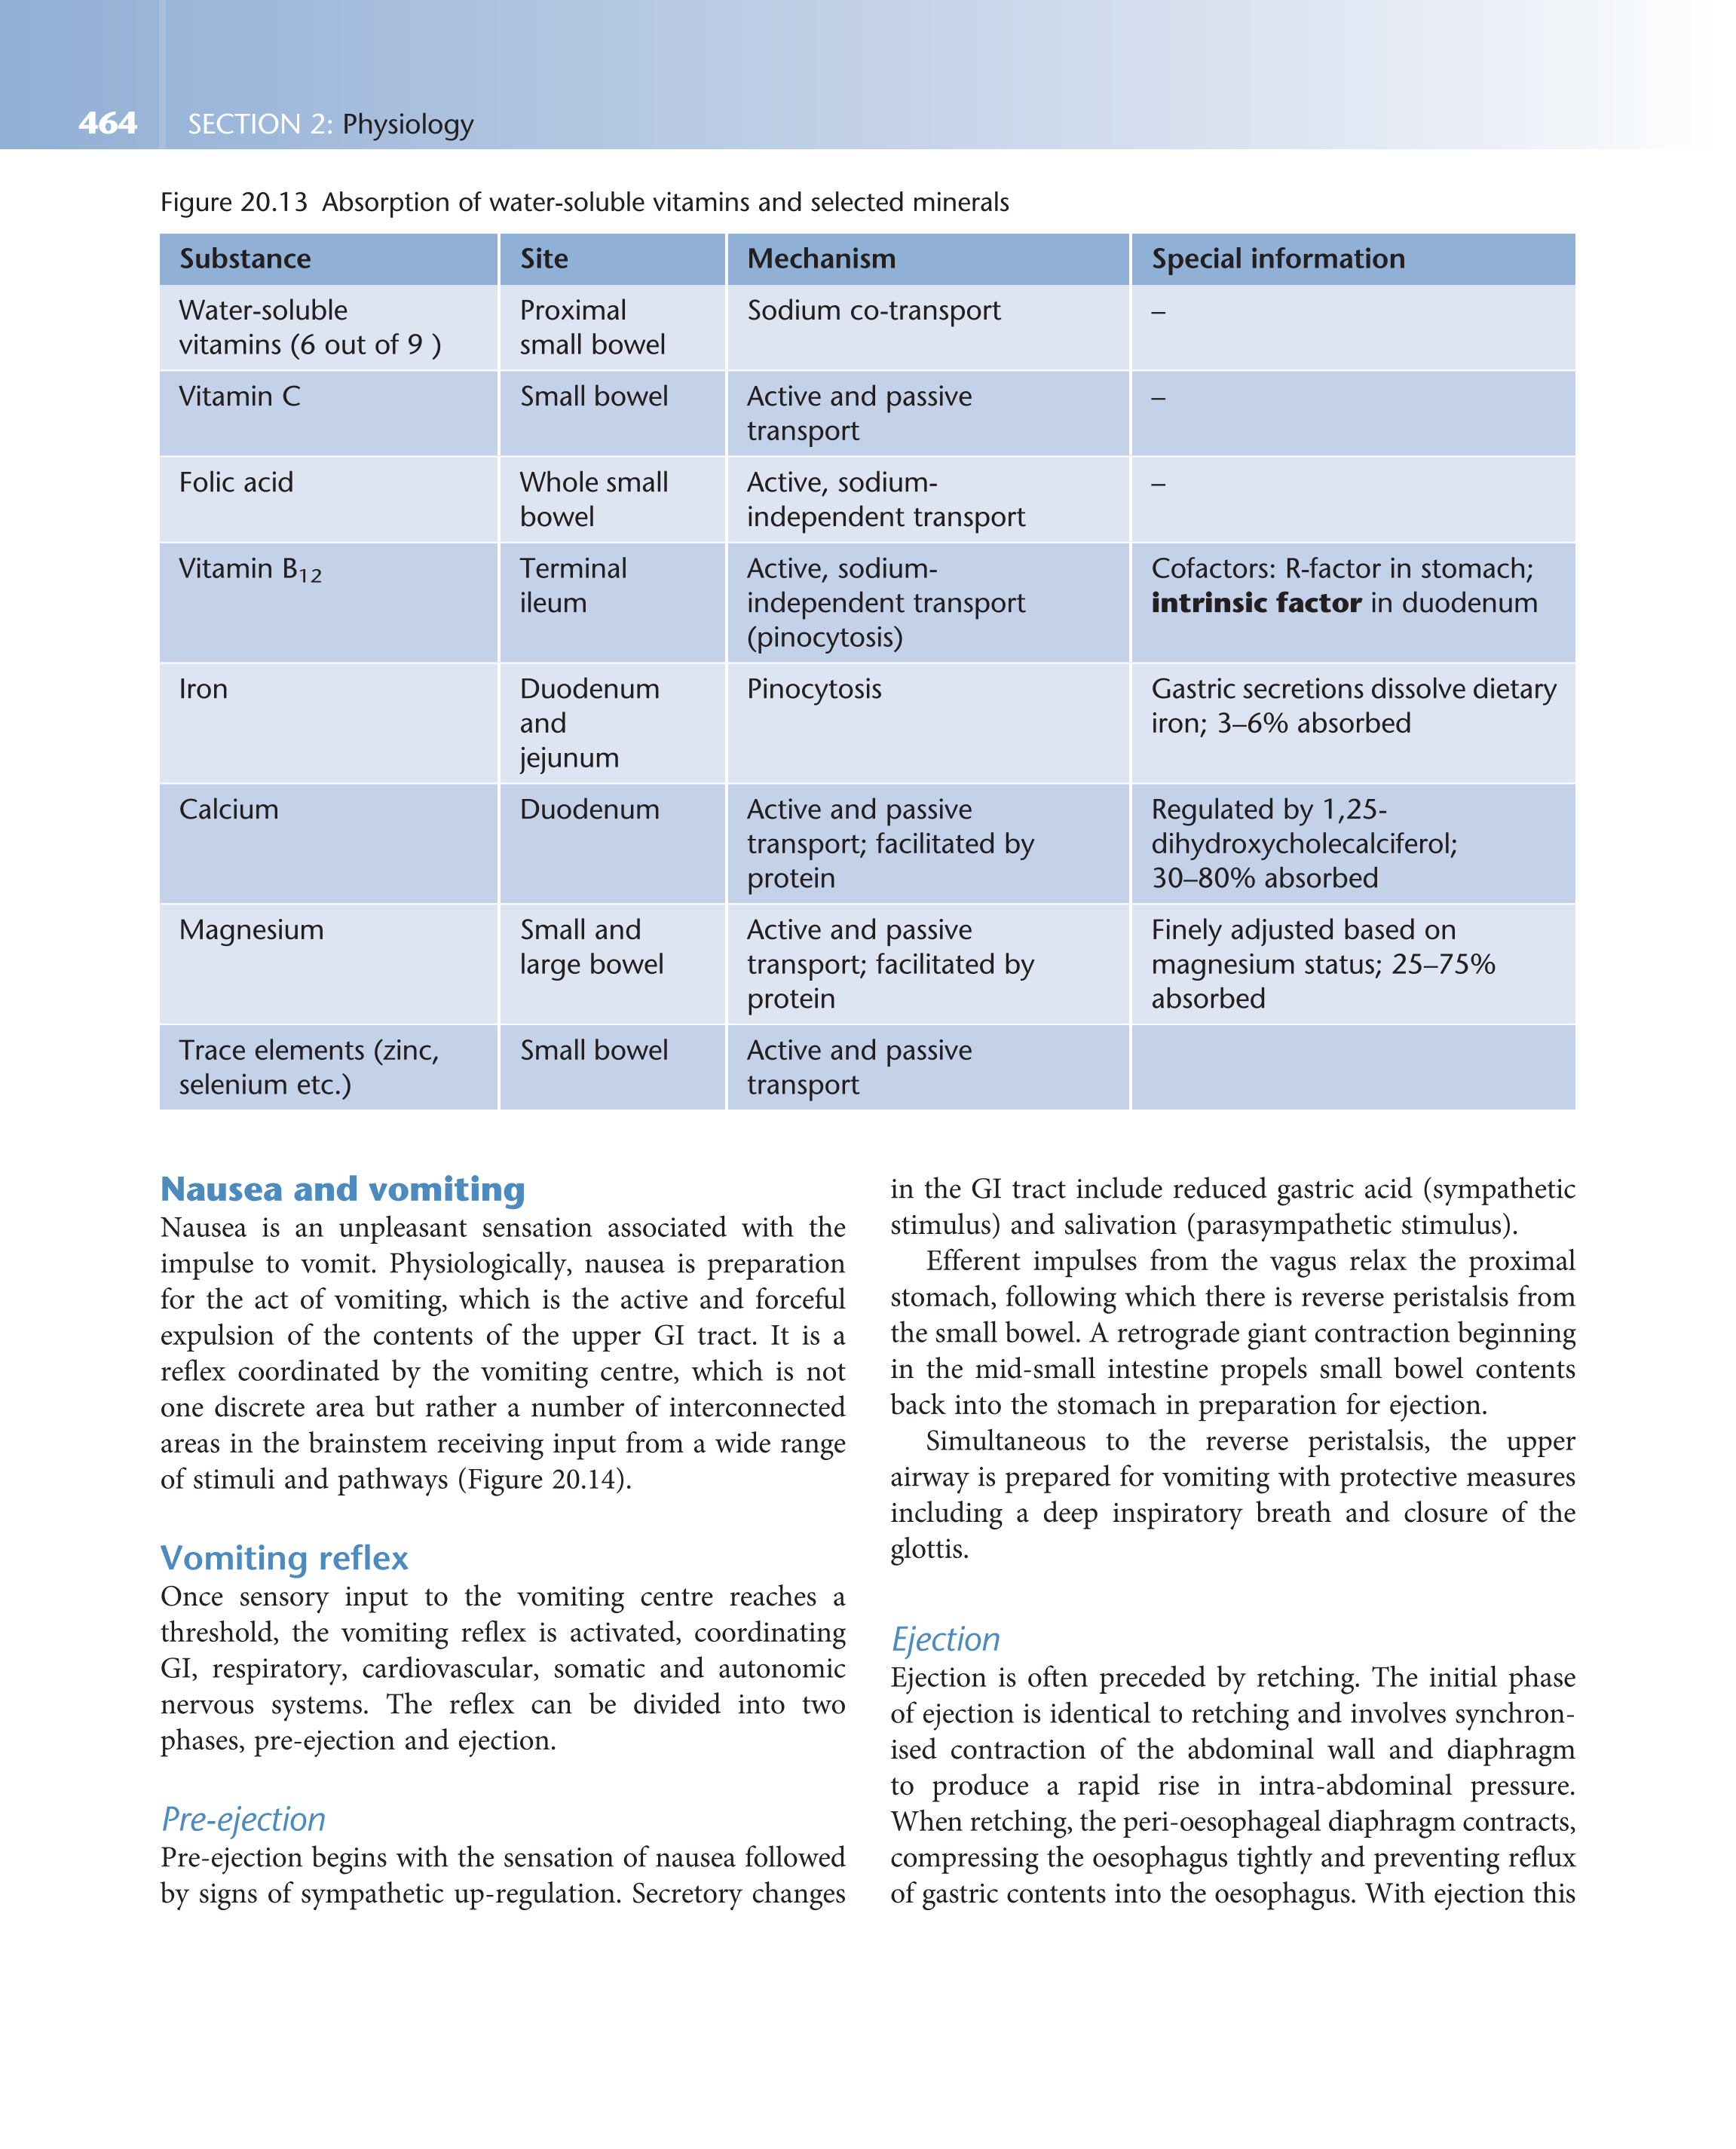 464 SECTION 2: Physiology
Figure 20.13 Absorption of water-soluble vitamins and selected minerals
Substance Site Mechanism Special information
Water-soluble Proximal Sodium co-transport –
vitamins (6 out of 9 ) small bowel
Vitamin C Small bowel Active and passive –
transport
Folic acid Whole small Active, sodium- –
bowel independent transport
Vitamin B12 Terminal Active, sodium- Cofactors: R-factor in stomach;
ileum independent transport intrinsic factor in duodenum
(pinocytosis)
Iron Duodenum Pinocytosis Gastric secretions dissolve dietary
and iron; 3–6% absorbed
jejunum
Calcium Duodenum Active and passive Regulated by 1,25-
transport; facilitated by dihydroxycholecalciferol;
protein 30–80% absorbed
Magnesium Small and Active and passive Finely adjusted based on
large bowel transport; facilitated by magnesium status; 25–75%
protein absorbed
Trace elements (zinc, Small bowel Active and passive
selenium etc.) transport
Nausea and vomiting
Nausea is an unpleasant sensation associated with the
impulse to vomit. Physiologically, nausea is preparation
for the act of vomiting, which is the active and forceful
expulsion of the contents of the upper GI tract. It is a
reflex coordinated by the vomiting centre, which is not
one discrete area but rather a number of interconnected
areas in the brainstem receiving input from a wide range
of stimuli and pathways (Figure 20.14).
Vomiting reflex
Once sensory input to the vomiting centre reaches a
threshold, the vomiting reflex is activated, coordinating
GI, respiratory, cardiovascular, somatic and autonomic
nervous systems. The reflex can be divided into two
phases, pre-ejection and ejection.
Pre-ejection
Pre-ejection begins with the sensation of nausea followed
by signs of sympathetic up-regulation. Secretory changes
in the GI tract include reduced gastric acid (sympathetic
stimulus) and salivation (parasympathetic stimulus).
Efferent impulses from the vagus relax the proximal
stomach, following which there is reverse peristalsis from
the small bowel. A retrograde giant contraction beginning
in the mid-small intestine propels small bowel contents
back into the stomach in preparation for ejection.
Simultaneous to the reverse peristalsis, the upper
airway is prepared for vomiting with protective measures
including a deep inspiratory breath and closure of the
glottis.
Ejection
Ejection is often preceded by retching. The initial phase
of ejection is identical to retching and involves synchron-
ised contraction of the abdominal wall and diaphragm
to produce a rapid rise in intra-abdominal pressure.
When retching, the peri-oesophageal diaphragm contracts,
compressing the oesophagus tightly and preventing reflux
of gastric contents into the oesophagus. With ejection this